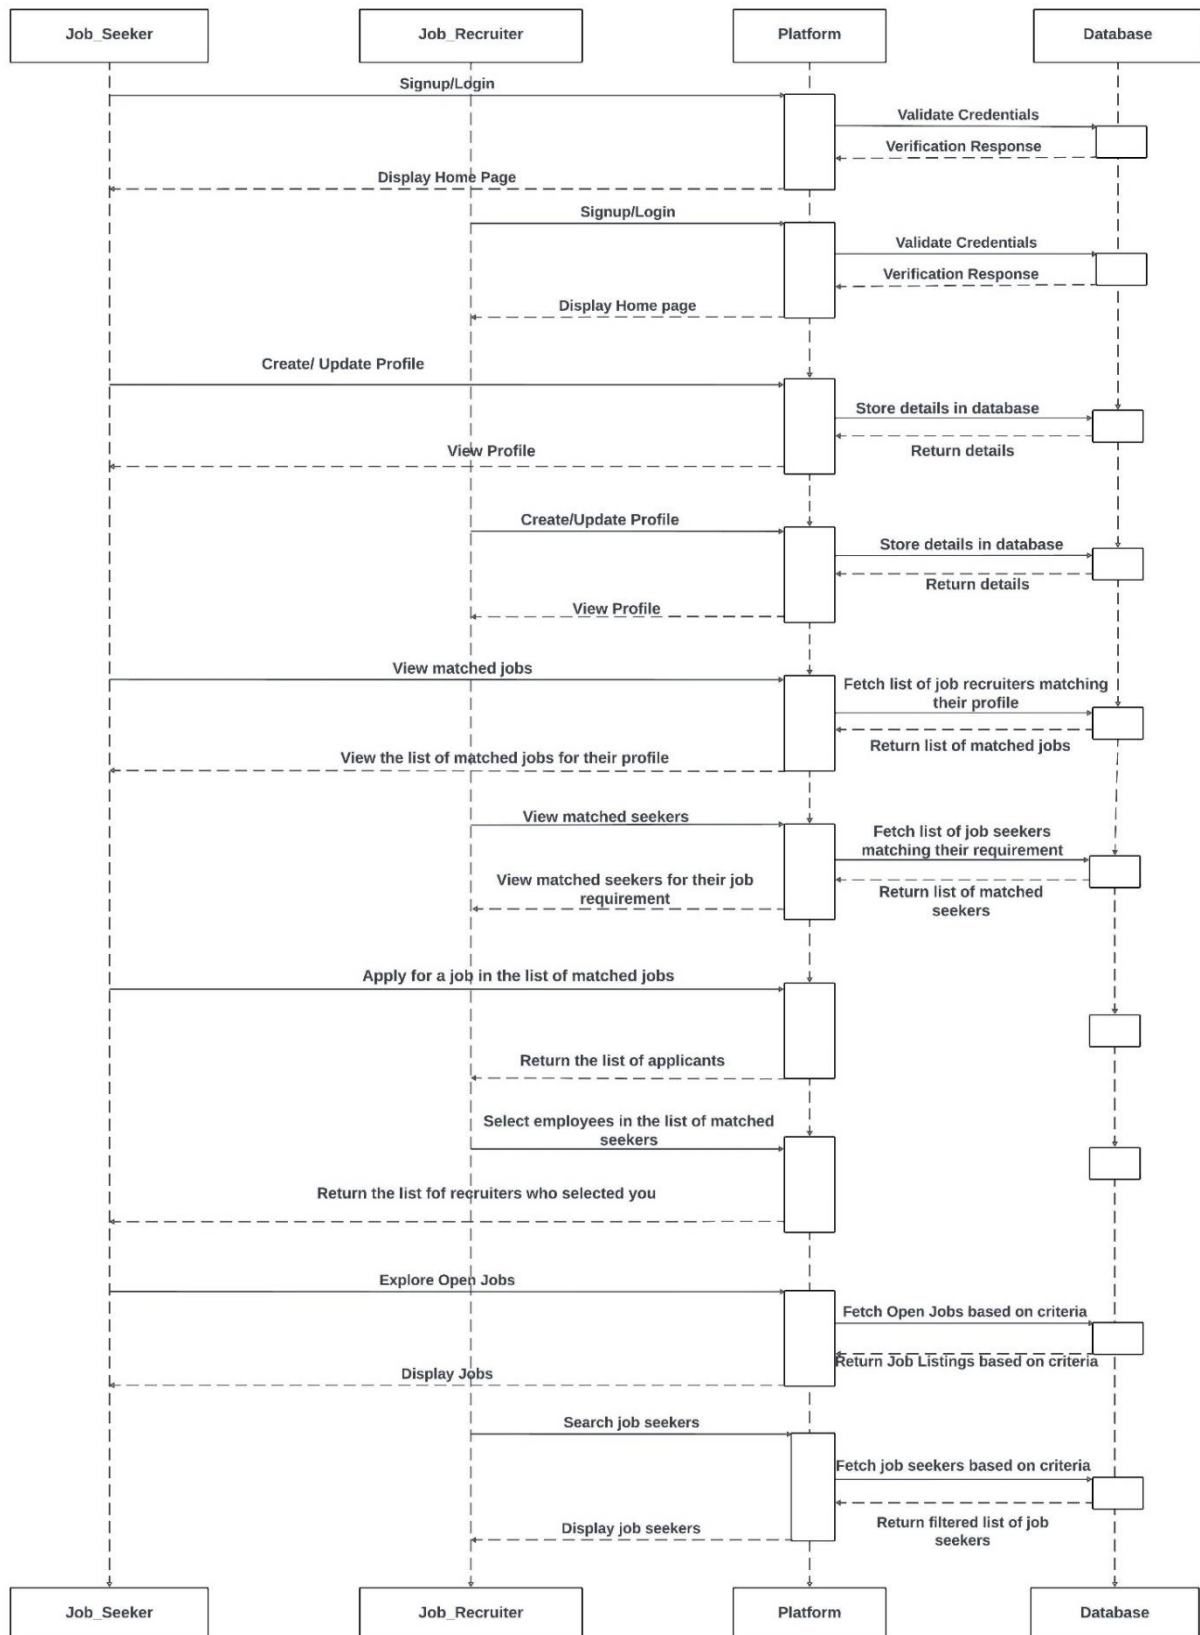 Job_Seeker
Job_Recruiter
Platform
Database
Signup/Login
Validate Credentials
Verification Response
Display Home Page
Signup/Login
Validate Credentials
Verification Response
Display Home page
Create/ Update Profile
Store details in database
Return details
View Profile
Create/Update Profile
Store details in database
Return details
View Profile
View matched jobs
Fetch list of job recruiters matching
their profile
Return list of matched jobs
View the list of matched jobs for their profile
View matched seekers
Fetch list of job seekers
matching their requirement
View matched seekers for their job
requirement
Return list of matched
seekers
Apply for a job in the list of matched jobs
Return the list of applicants
Select employees in the list of matched
seekers
Return the list fof recruiters who selected you
Explore Open Jobs
Fetch Open Jobs based on criteria
Return Job Listings based on criteria
Display Jobs
Search job seekers
Fetch job seekers based on criteria
Return filtered list of job
seekers
Display job seekers
Job_Seeker
Job_Recruiter
Platform
Database